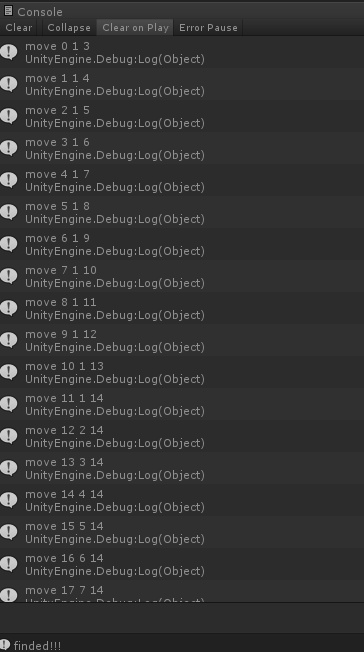 Console
Clear Collapse Clear on Play Error Pause
move 0 1 3
UnityEngine.Debug:Log(Object)
move 1 1 4
UnityEngine.Debug:Log(Object)
move 2 1 5
UnityEngine.Debug:Log(Object)
move 3 1 6
UnityEngine.Debug:Log(Object)
move 4 1 7
UnityEngine.Debug:Log(Object)
move 5 1 8
UnityEngine.Debug:Log(Object)
move 6 1 9
UnityEngine.Debug:Log(Object)
move 7 1 10
UnityEngine.Debug:Log(Object)
move 8 1 11
UnityEngine.Debug:Log(Object)
move 9 1 12
UnityEngine.Debug:Log(Object)
move 10 1 13
UnityEngine.Debug:Log(Object)
move 11 1 14
UnityEngine.Debug:Log(Object)
move 12 2 14
UnityEngine.Debug:Log(Object)
move 13 3 14
UnityEngine.Debug:Log(Object)
move 14 4 14
UnityEngine.Debug:Log(Object)
move 15 5 14
UnityEngine.Debug:Log(Object)
move 16 6 14
UnityEngine.Debug:Log(Object)
move 17 7 14
UnityEngine.Debug:Log(Object)
finded!!!